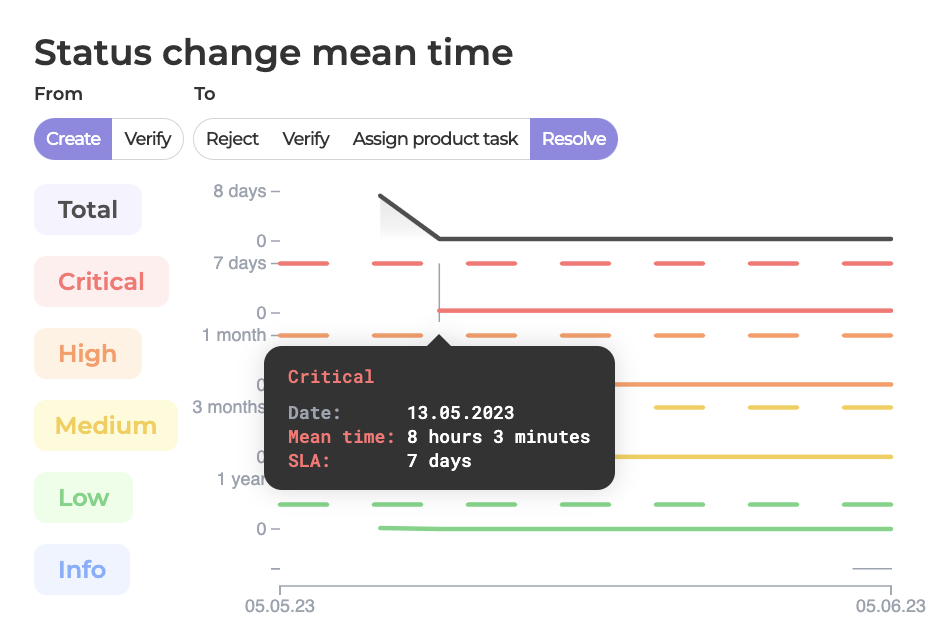 Status change mean time
From To
Create Verify Reject Verify Assign product task Resolve
Total
8 days
0
Critical
7 days
0
High
1 month
0
Medium
3 months
0
Low
1 year
0
Info
Critical
Date: 13.05.2023
Mean time: 8 hours 3 minutes
SLA: 7 days
05.05.23 05.06.23